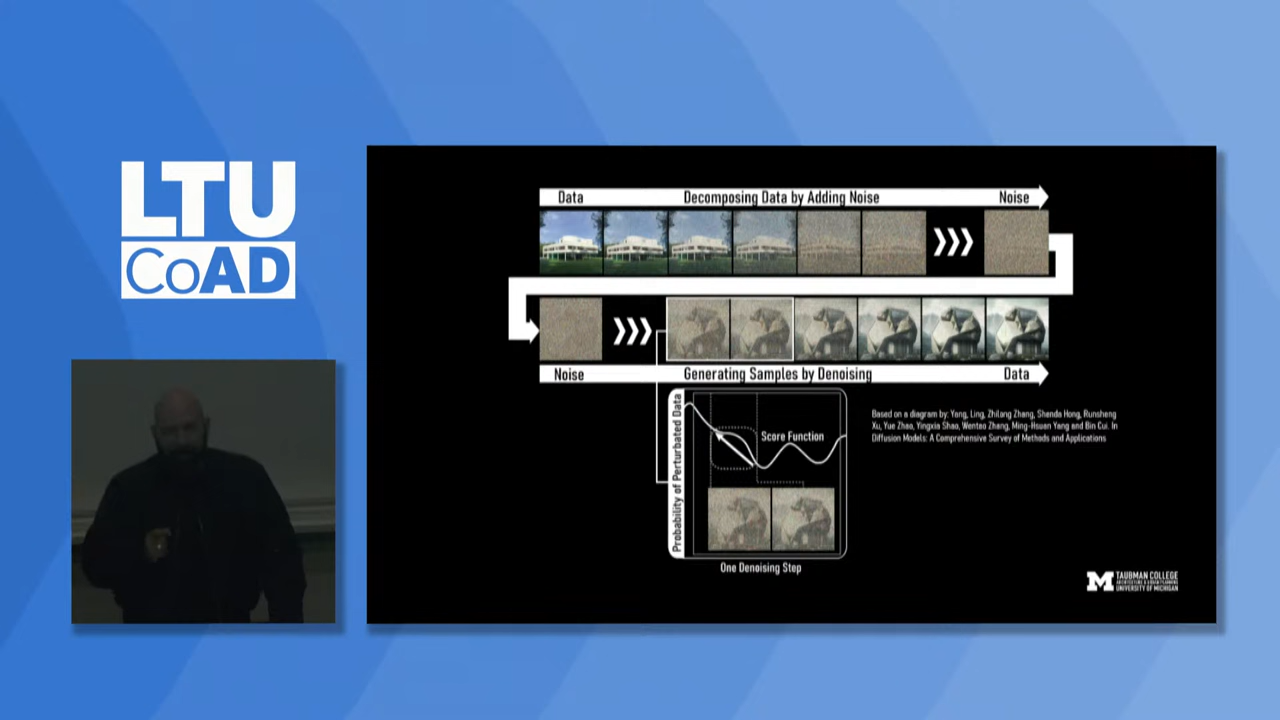 LTU
CoAD
Data Decomposing Data by Adding Noise Noise
Noise Generating Samples by Denoising Data
Probability of Perturbated Data
Score Function
One Denoising Step
Based on a diagram by: Yang, Ling, Zhilong Zhang, Shenda Hong, Runsheng
Xu, Yue Zhao, Yingxia Shao, Wentao Zhang, Ming-Hsuan Yang and Bin Cui. In
Diffusion Models: A Comprehensive Survey of Methods and Applications
M
TAUBMAN COLLEGE
ARCHITECTURE & URBAN PLANNING
UNIVERSITY OF MICHIGAN